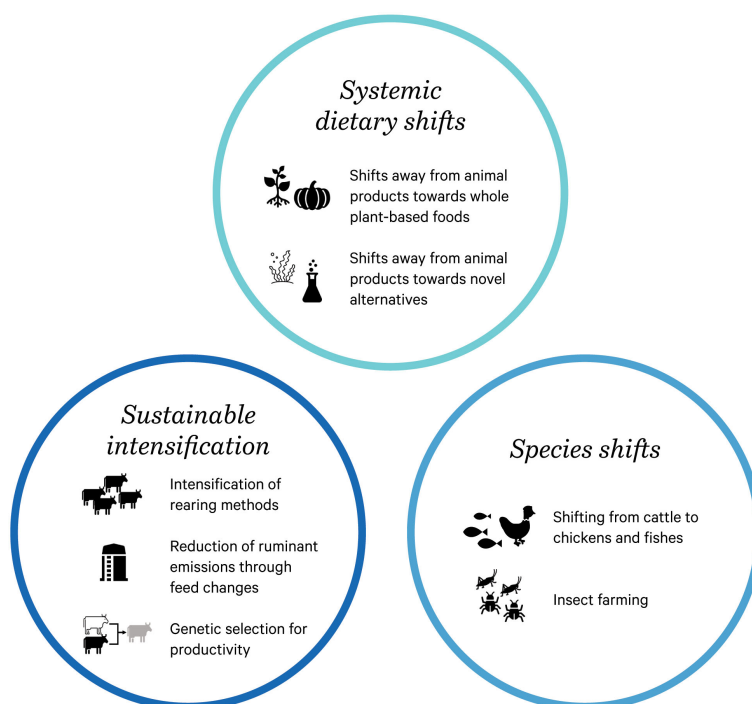 Systemic
dietary shifts
Shifts away from animal
products towards whole
plant-based foods
Shifts away from animal
products towards novel
alternatives
Sustainable
intensification
Intensification of
rearing methods
Reduction of ruminant
emissions through
feed changes
Genetic selection for
productivity
Species shifts
Shifting from cattle to
chickens and fishes
Insect farming